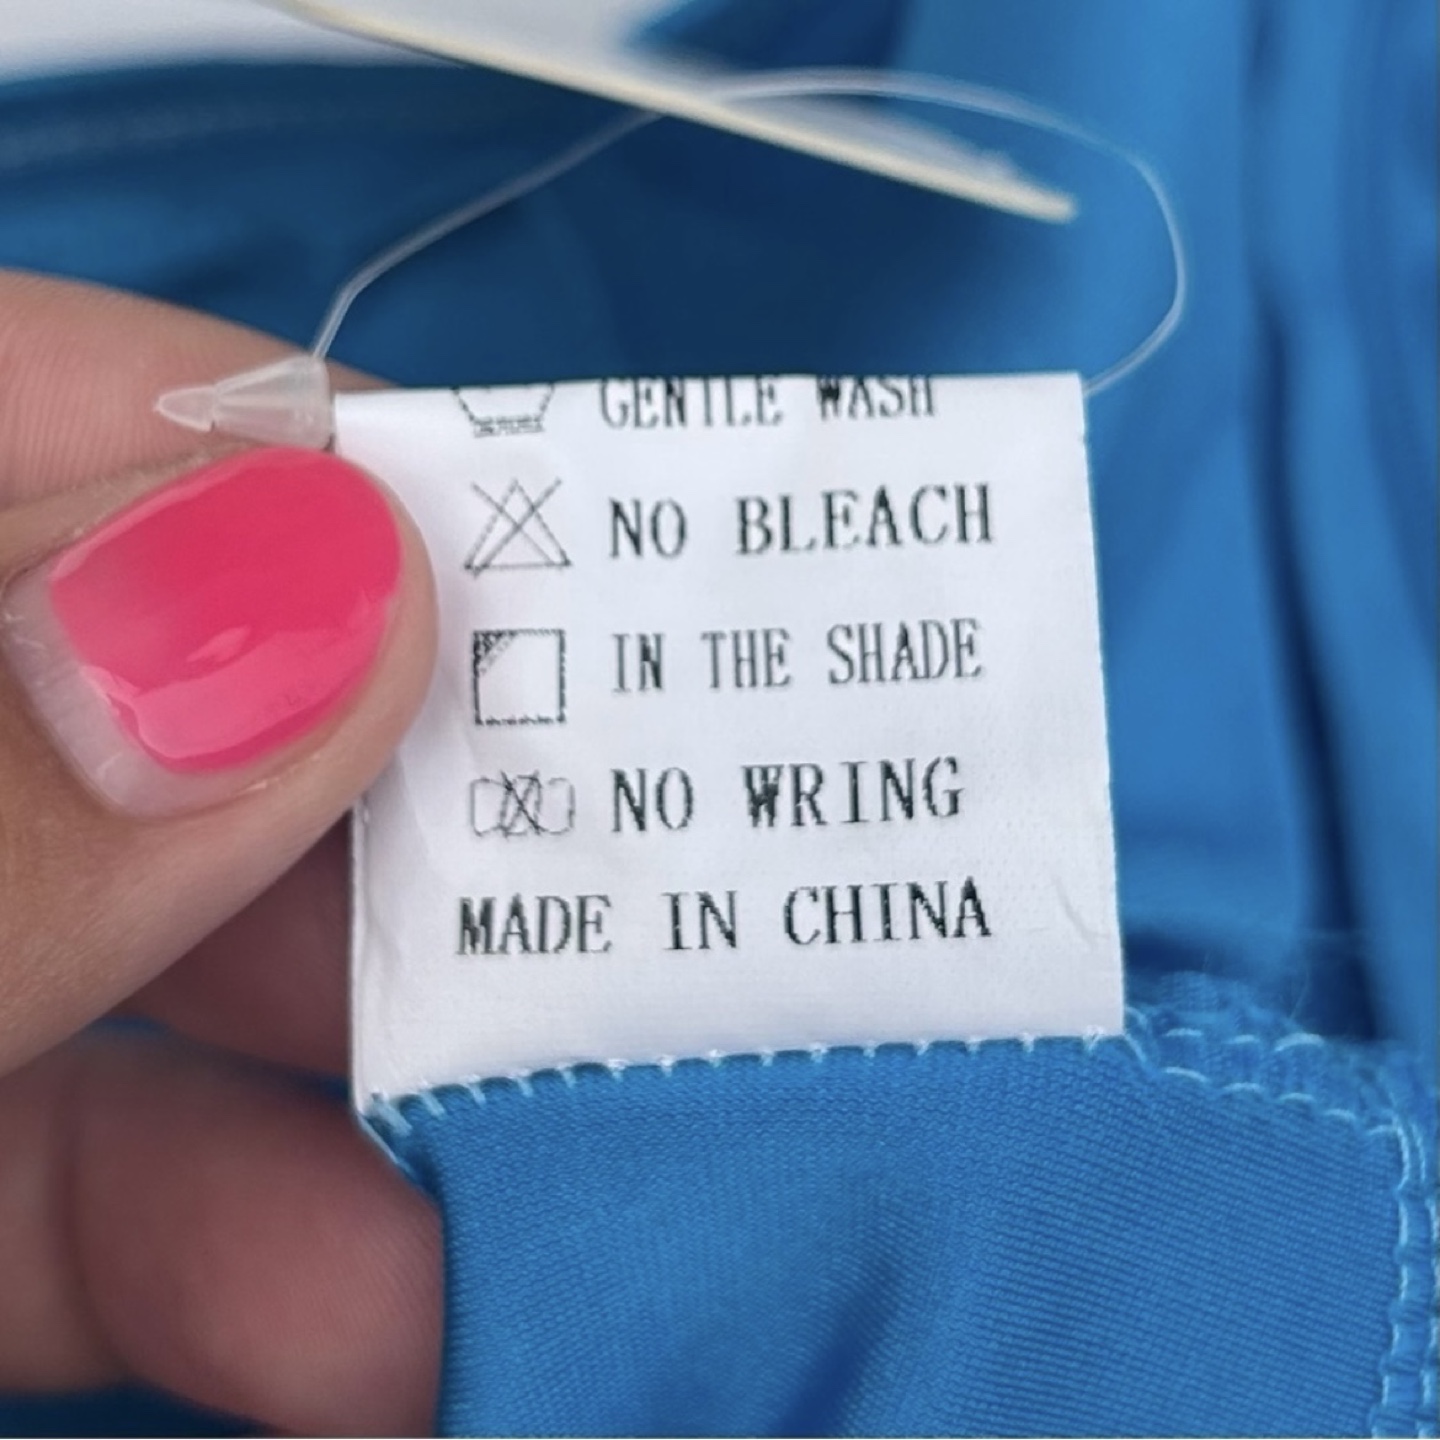 GENTLE WASH
NO BLEACH
IN THE SHADE
NO WRING
MADE IN CHINA